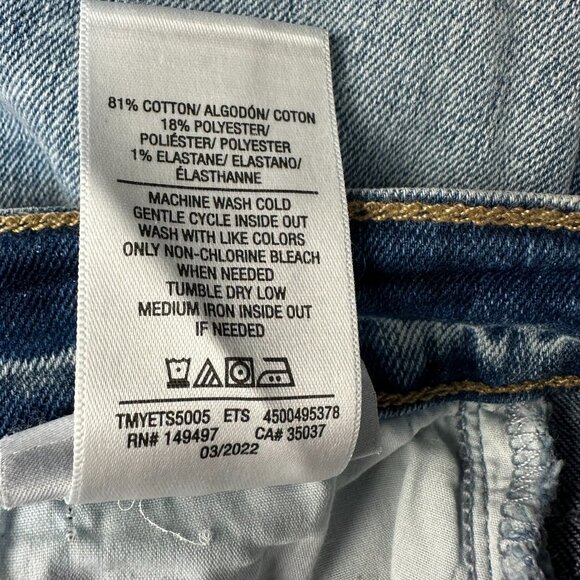 81% COTTON/ ALGODÓN/ COTON
18% POLYESTER/
POLIÉSTER/ POLYESTER
1% ELASTANE/ ELASTANO/
ÉLASTHANNE
MACHINE WASH COLD
GENTLE CYCLE INSIDE OUT
WASH WITH LIKE COLORS
ONLY NON-CHLORINE BLEACH
WHEN NEEDED
TUMBLE DRY LOW
MEDIUM IRON INSIDE OUT
IF NEEDED
TMYETS5005 ETS 4500495378
RN# 149497 CA# 35037
03/2022